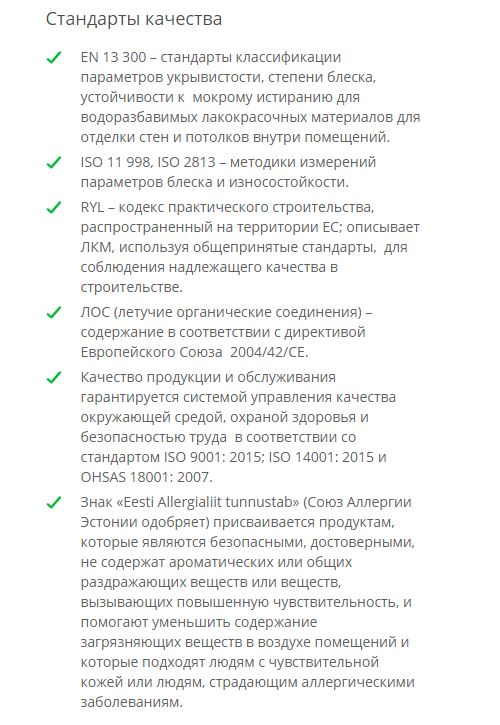 Стандарты качества
EN 13 300 – стандарты классификации
параметров укрывистости, степени блеска,
устойчивости к мокрому истиранию для
водоразбавимых лакокрасочных материалов для
отделки стен и потолков внутри помещений.
ISO 11 998, ISO 2813 – методики измерений
параметров блеска и износостойкости.
RYL – кодекс практического строительства,
распространенный на территории ЕС; описывает
ЛКМ, используя общепринятые стандарты, для
соблюдения надлежащего качества в
строительстве.
ЛОС (летучие органические соединения) –
содержание в соответствии с директивой
Европейского Союза 2004/42/CE.
Качество продукции и обслуживания
гарантируется системой управления качества
окружающей средой, охраной здоровья и
безопасностью труда в соответствии со
стандартом ISO 9001: 2015; ISO 14001: 2015 и
OHSAS 18001: 2007.
Знак «Eesti Allergialiit tunnustab» (Союз Аллергии
Эстонии одобряет) присваивается продуктам,
которые являются безопасными, достоверными,
не содержат ароматических или общих
раздражающих веществ или веществ,
вызывающих повышенную чувствительность, и
помогают уменьшить содержание
загрязняющих веществ в воздухе помещений и
которые подходят людям с чувствительной
кожей или людям, страдающим аллергическими
заболеваниям.